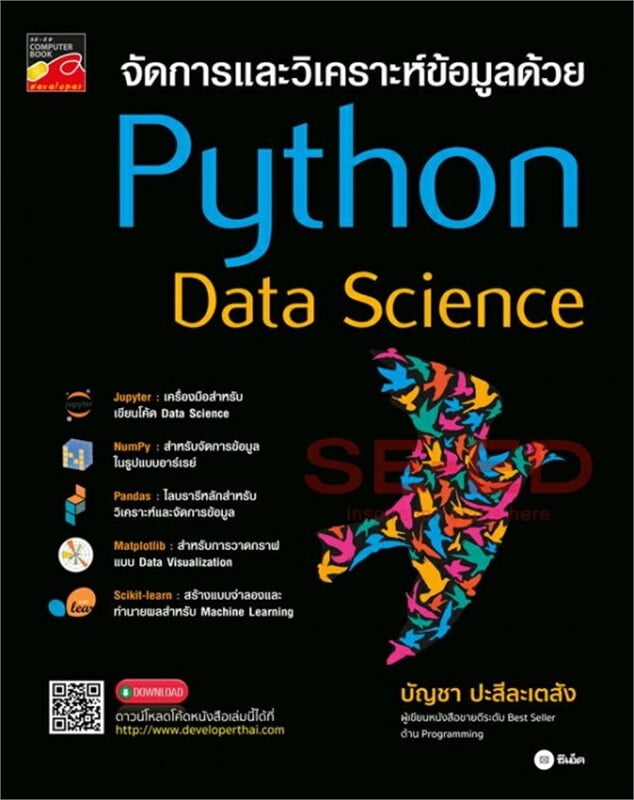 SE-ED
COMPUTER
BOOK
developer
จัดการและวิเคราะห์ข้อมูลด้วย
Python
Data Science
Jupyter : เครื่องมือสำหรับ
เขียนโค้ด Data Science
NumPy : สำหรับจัดการข้อมูล
ในรูปแบบอาร์เรย์
Pandas : ไลบรารีหลักสำหรับ
วิเคราะห์และจัดการข้อมูล
Matplotlib : สำหรับการวาดกราฟ
แบบ Data Visualization
Scikit-learn : สร้างแบบจำลองและ
ทำนายผลสำหรับ Machine Learning
jupyter
lear
SE-ED
here
DOWNLOAD
ดาวน์โหลดโค้ดหนังสือเล่มนี้ได้ที่
http://www.developerthai.com
บัญชา ปะสีละเตสัง
ผู้เขียนหนังสือขายดีระดับ Best Seller
ด้าน Programming
ซีเอ็ด